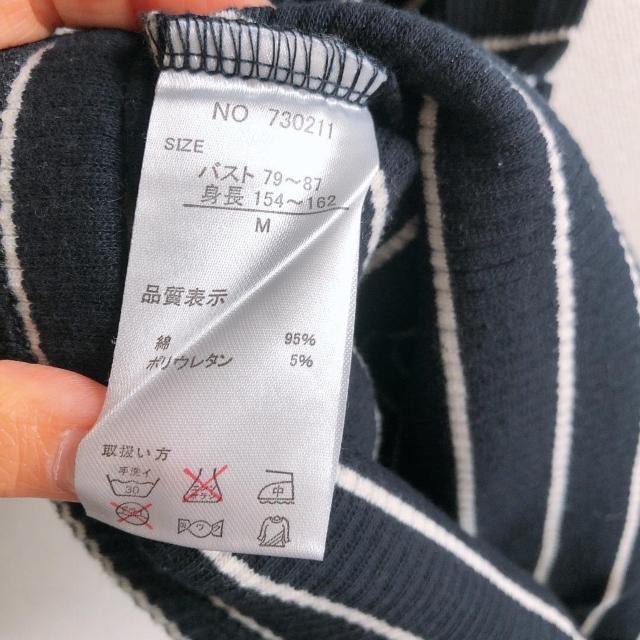 NO 730211
SIZE
バスト 79～87
身長 154～162
M
品質表示
綿 95%
ポリウレタン 5%
取扱い方
手洗イ
30
中